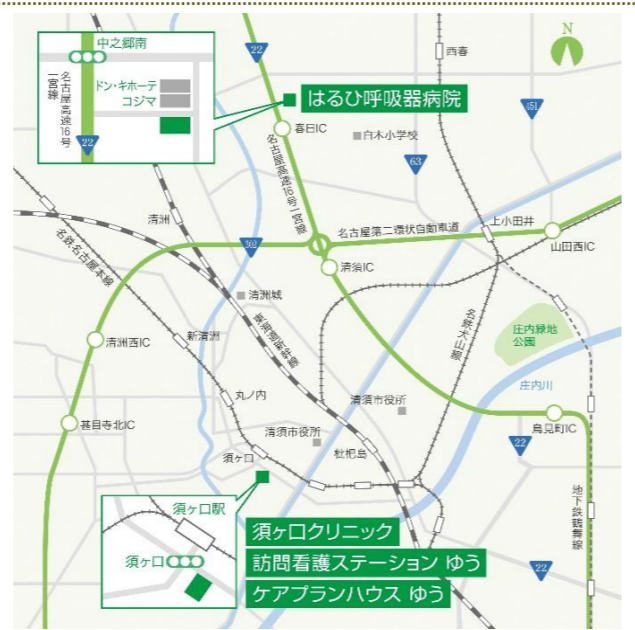 中之郷南
22
ドン・キホーテ
コジマ
名古屋高速16号
一宮線
22
はるひ呼吸器病院
春日IC
白木小学校
西春
N
451
63
名古屋高速16号一宮線
清洲
名鉄名古屋本線
302
名古屋第二環状自動車道
上小田井
山田西IC
清須IC
清洲城
東海道新幹線
名鉄犬山線
庄内緑地
公園
清洲西IC
新清洲
庄内川
丸ノ内
清須市役所
鳥見町IC
甚目寺北IC
清須市役所
22
須ヶ口
枇杷島
地下鉄鶴舞線
須ヶ口駅
須ヶ口
須ヶ口クリニック
訪問看護ステーション ゆう
ケアプランハウス ゆう
22